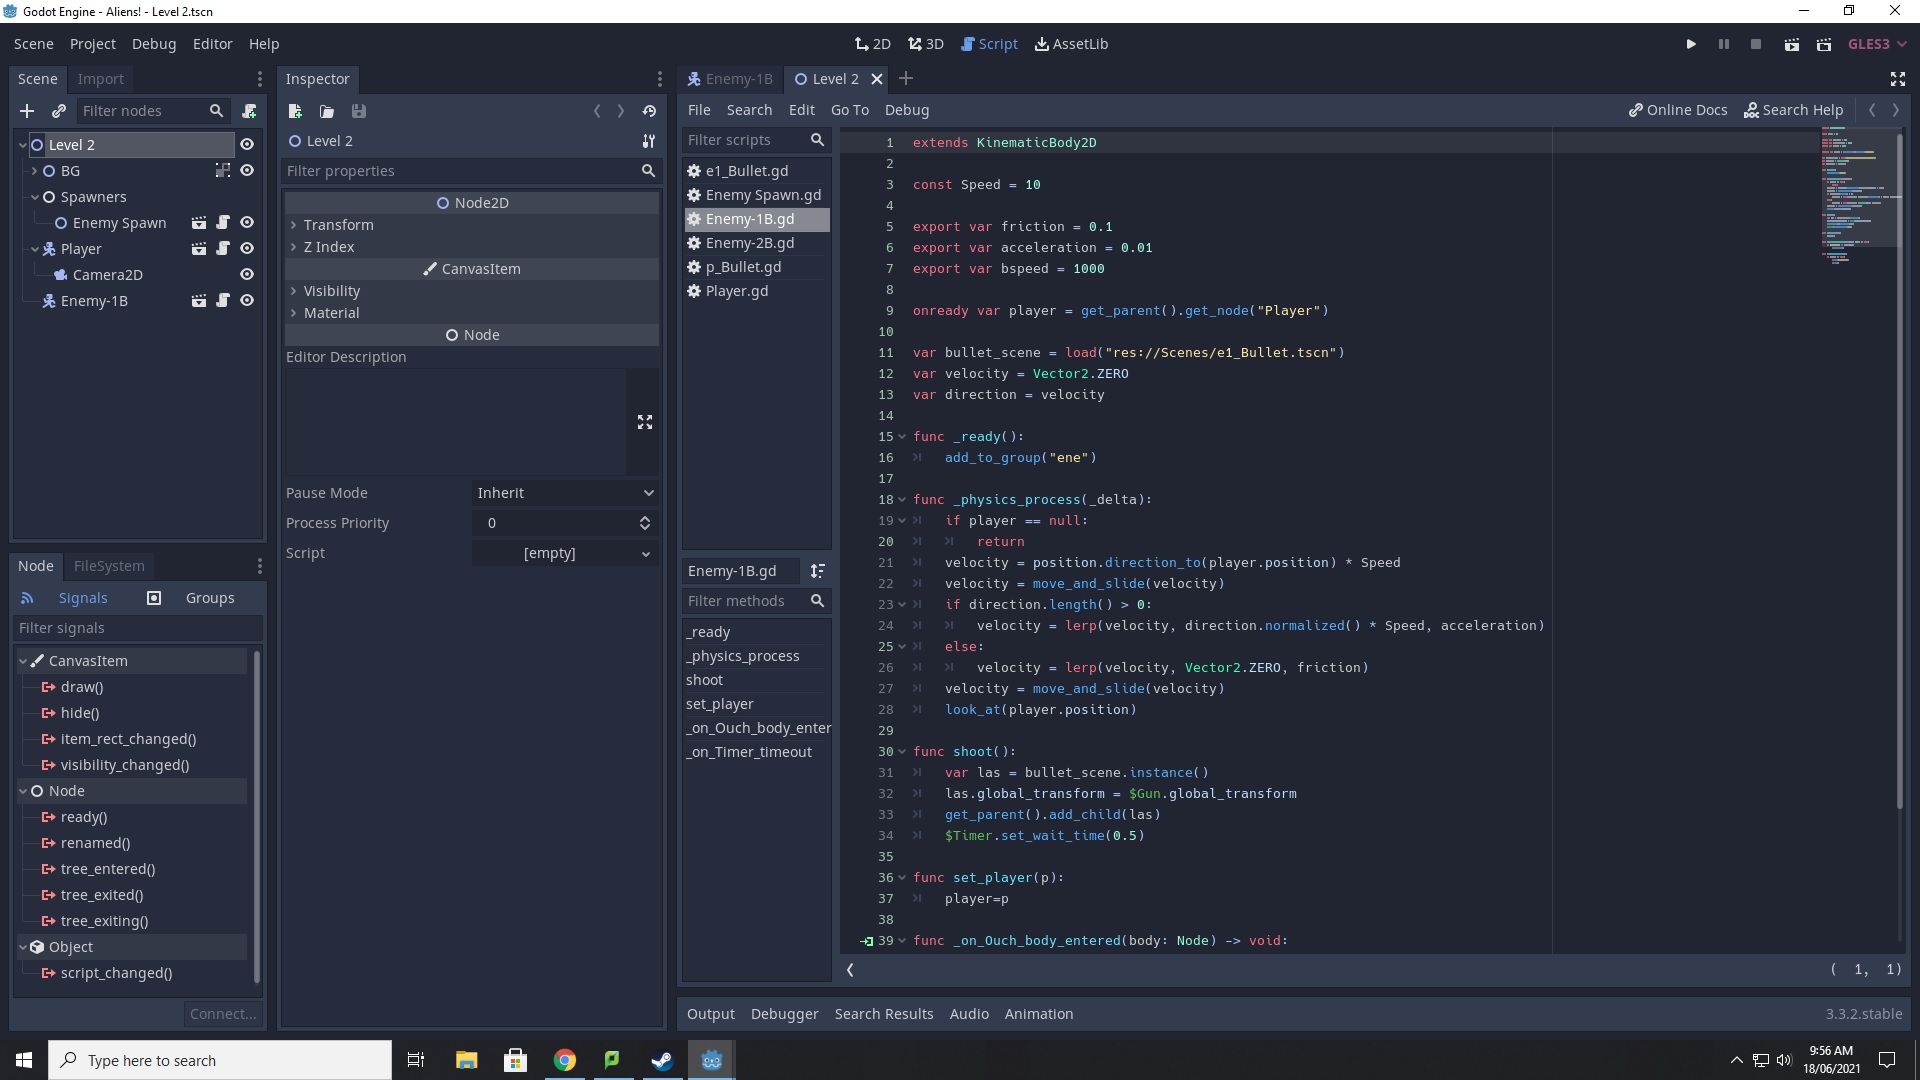 Godot Engine - Aliens! - Level 2.tscn
Scene Project Debug Editor Help
2D 3D Script AssetLib
GLES3
Scene Import
Filter nodes
Level 2
BG
Spawners
Enemy Spawn
Player
Camera2D
Enemy-1B
Node FileSystem
Signals Groups
Filter signals
CanvasItem
draw()
hide()
item_rect_changed()
visibility_changed()
Node
ready()
renamed()
tree_entered()
tree_exited()
tree_exiting()
Object
script_changed()
Connect...
Inspector
Level 2
Filter properties
Node2D
Transform
Z Index
CanvasItem
Visibility
Material
Node
Editor Description
Pause Mode Inherit
Process Priority 0
Script [empty]
Enemy-1B Level 2
File Search Edit Go To Debug
Online Docs Search Help
Filter scripts
e1_Bullet.gd
Enemy Spawn.gd
Enemy-1B.gd
Enemy-2B.gd
p_Bullet.gd
Player.gd
Enemy-1B.gd
Filter methods
_ready
_physics_process
shoot
set_player
_on_Ouch_body_enter
_on_Timer_timeout
1 extends KinematicBody2D
2
3 const Speed = 10
4
5 export var friction = 0.1
6 export var acceleration = 0.01
7 export var bspeed = 1000
8
9 onready var player = get_parent().get_node("Player")
10
11 var bullet_scene = load("res://Scenes/e1_Bullet.tscn")
12 var velocity = Vector2.ZERO
13 var direction = velocity
14
15 func _ready():
16 add_to_group("ene")
17
18 func _physics_process(_delta):
19 if player == null:
20 return
21 velocity = position.direction_to(player.position) * Speed
22 velocity = move_and_slide(velocity)
23 if direction.length() > 0:
24 velocity = lerp(velocity, direction.normalized() * Speed, acceleration)
25 else:
26 velocity = lerp(velocity, Vector2.ZERO, friction)
27 velocity = move_and_slide(velocity)
28 look_at(player.position)
29
30 func shoot():
31 var las = bullet_scene.instance()
32 las.global_transform = $Gun.global_transform
33 get_parent().add_child(las)
34 $Timer.set_wait_time(0.5)
35
36 func set_player(p):
37 player=p
38
39 func _on_Ouch_body_entered(body: Node) -> void:
( 1, 1)
Output Debugger Search Results Audio Animation
3.3.2.stable
Type here to search
9:56 AM
18/06/2021